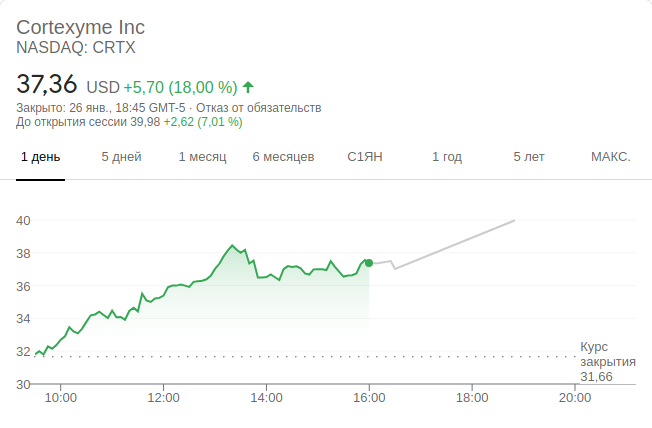 Cortexyme Inc
NASDAQ: CRTX
37,36 USD +5,70 (18,00 %)
Закрыто: 26 янв., 18:45 GMT-5 · Отказ от обязательств
До открытия сессии 39,98 +2,62 (7,01 %)
1 день 5 дней 1 месяц 6 месяцев С1ЯН 1 год 5 лет МАКС.
40
38
36
34
32
Курс
закрытия
31,66
30
10:00 12:00 14:00 16:00 18:00 20:00